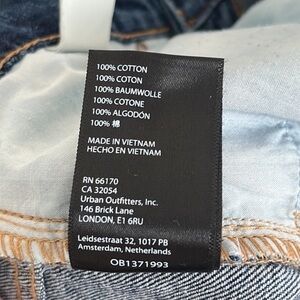 100% COTTON
100% COTON
100% BAUMWOLLE
100% COTONE
100% ALGODÓN
100% 棉
MADE IN VIETNAM
HECHO EN VIETNAM
RN 66170
CA 32054
Urban Outfitters, Inc.
146 Brick Lane
LONDON, E1 6RU
Leidsestraat 32, 1017 PB
Amsterdam, Netherlands
OB1371993